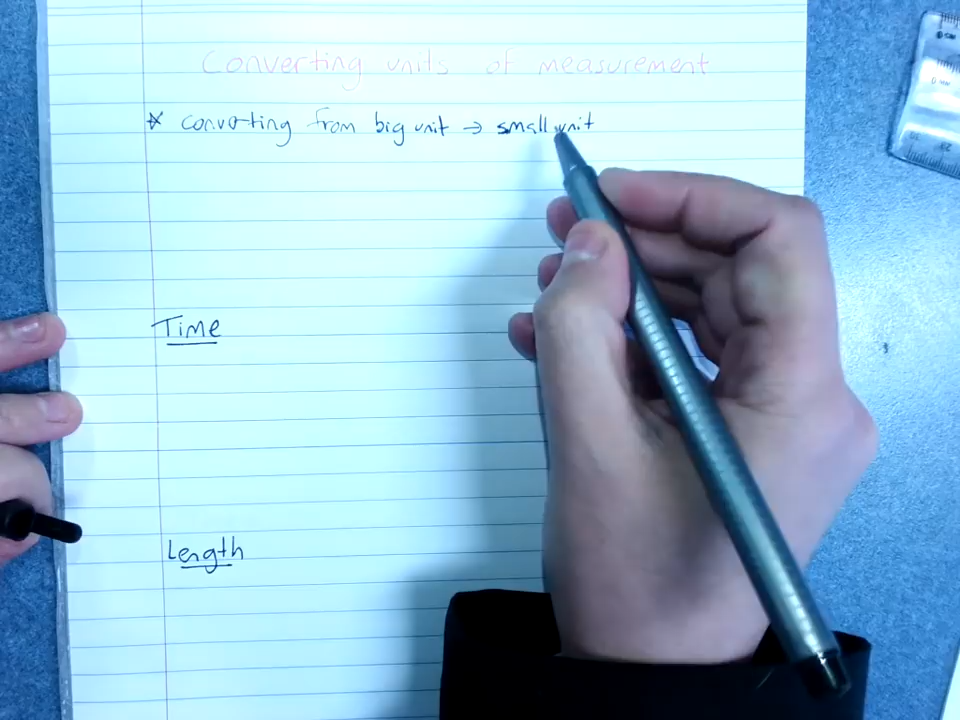 Converting units of measurement
* converting from big unit → small unit
Time
Length